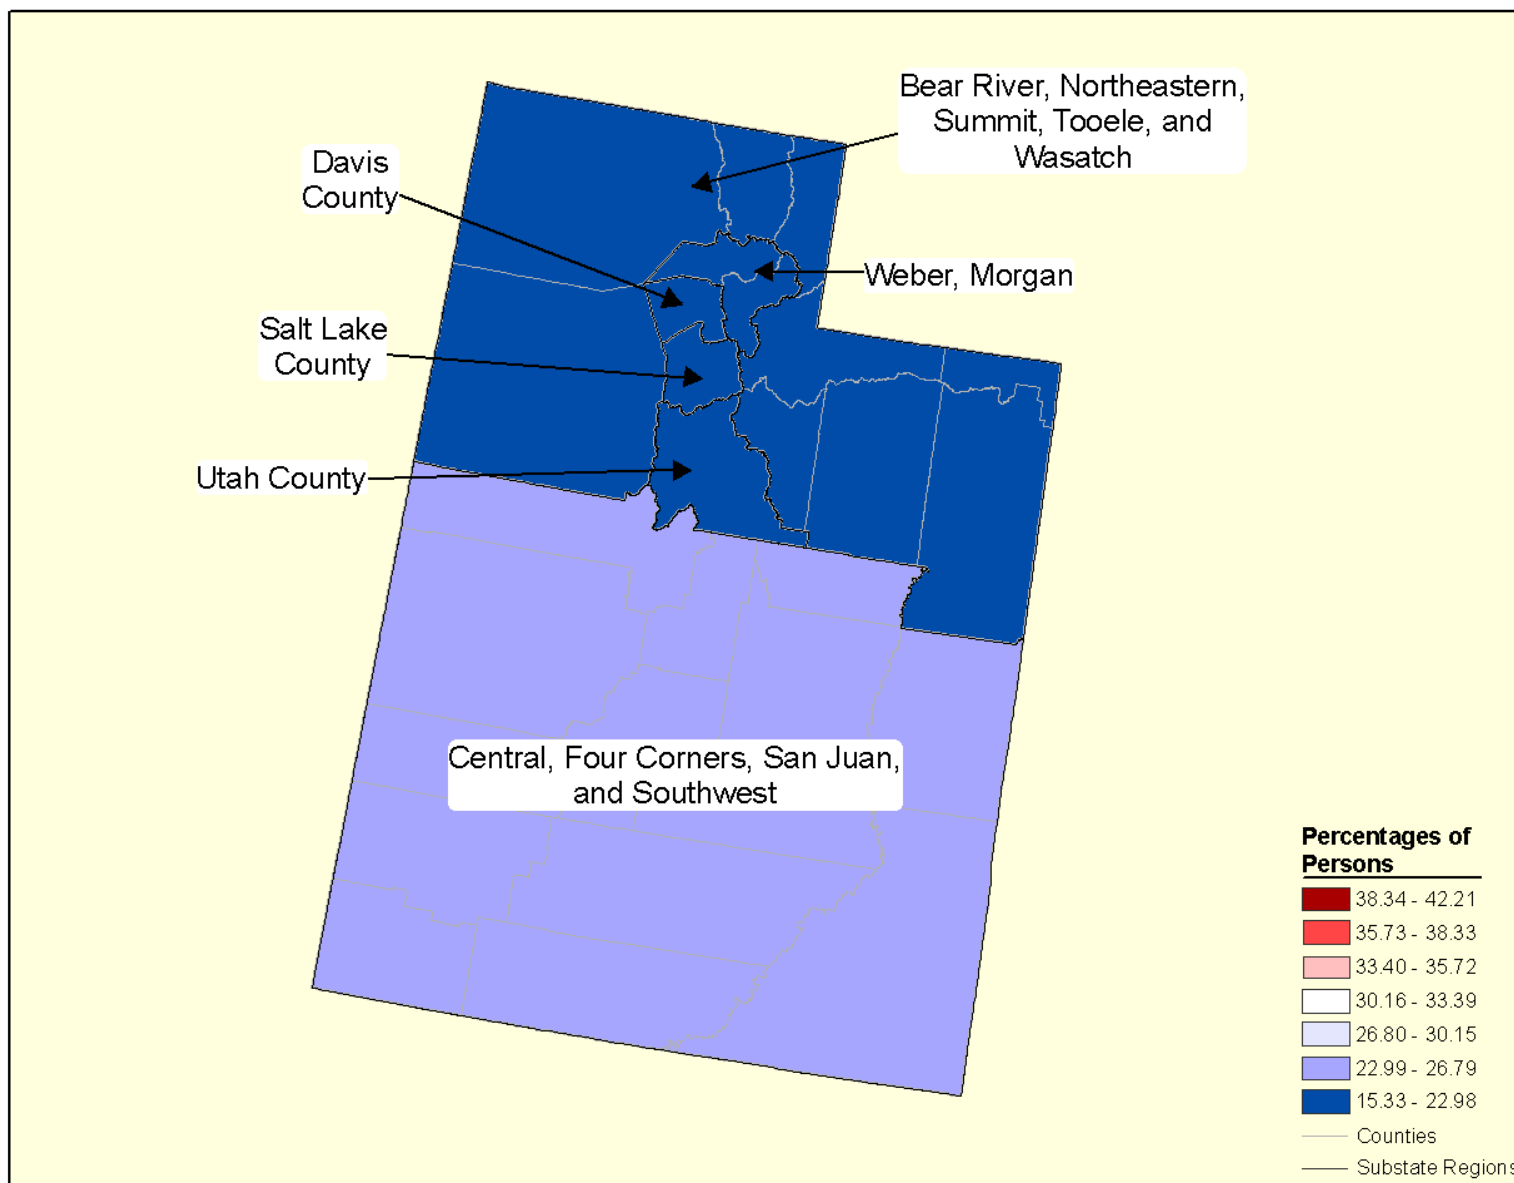 Bear River, Northeastern,
Summit, Tooele, and
Wasatch
Davis
County
Weber, Morgan
Salt Lake
County
Utah County
Central, Four Corners, San Juan,
and Southwest
Percentages of
Persons
38.34 - 42.21
35.73 - 38.33
33.40 - 35.72
30.16 - 33.39
26.80 - 30.15
22.99 - 26.79
15.33 - 22.98
Counties
Substate Regions